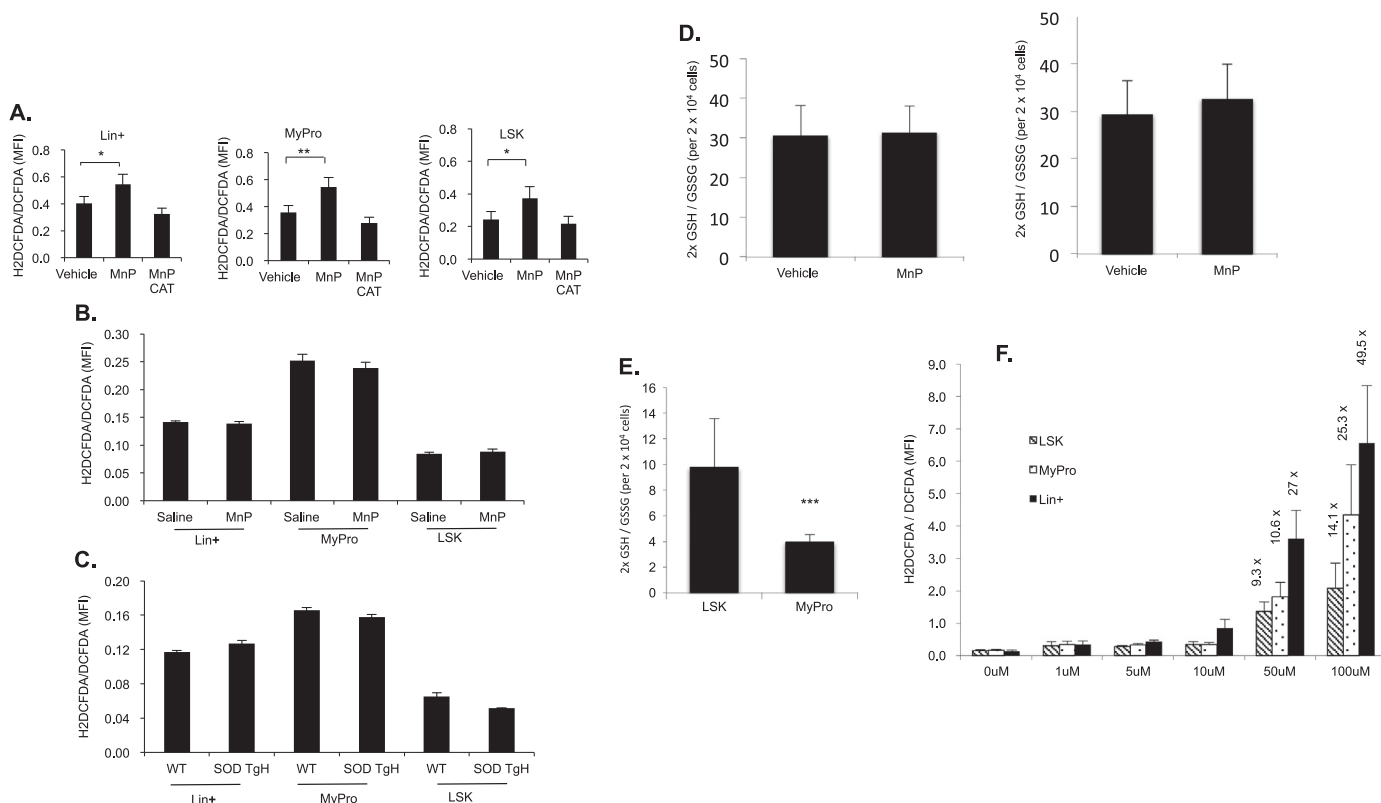 A.
Lin+
H2DCFDA/DCFDA (MFI)
0.8
0.6
0.4
0.2
0.0
*
Vehicle MnP MnP
CAT
MyPro
H2DCFDA/DCFDA (MFI)
0.8
0.6
0.4
0.2
0.0
**
Vehicle MnP MnP
CAT
LSK
H2DCFDA/DCFDA (MFI)
0.8
0.6
0.4
0.2
0.0
*
Vehicle MnP MnP
CAT
B.
H2DCFDA/DCFDA (MFI)
0.30
0.25
0.20
0.15
0.10
0.05
0.00
Saline MnP Saline MnP Saline MnP
Lin+ MyPro LSK
C.
H2DCFDA/DCFDA (MFI)
0.20
0.16
0.12
0.08
0.04
0.00
WT SOD TgH WT SOD TgH WT SOD TgH
Lin+ MyPro LSK
D.
2x GSH / GSSG (per 2 x 10⁴ cells)
50
40
30
20
10
0
Vehicle MnP
2x GSH / GSSG (per 2 x 10⁴ cells)
50
40
30
20
10
0
Vehicle MnP
E.
2x GSH / GSSG (per 2 x 10⁴ cells)
16
14
12
10
8
6
4
2
0
***
LSK MyPro
F.
H2DCFDA / DCFDA (MFI)
9.0
8.0
7.0
6.0
5.0
4.0
3.0
2.0
1.0
0.0
LSK
MyPro
Lin+
9.3 x
10.6 x
27 x
14.1 x
25.3 x
49.5 x
0uM 1uM 5uM 10uM 50uM 100uM